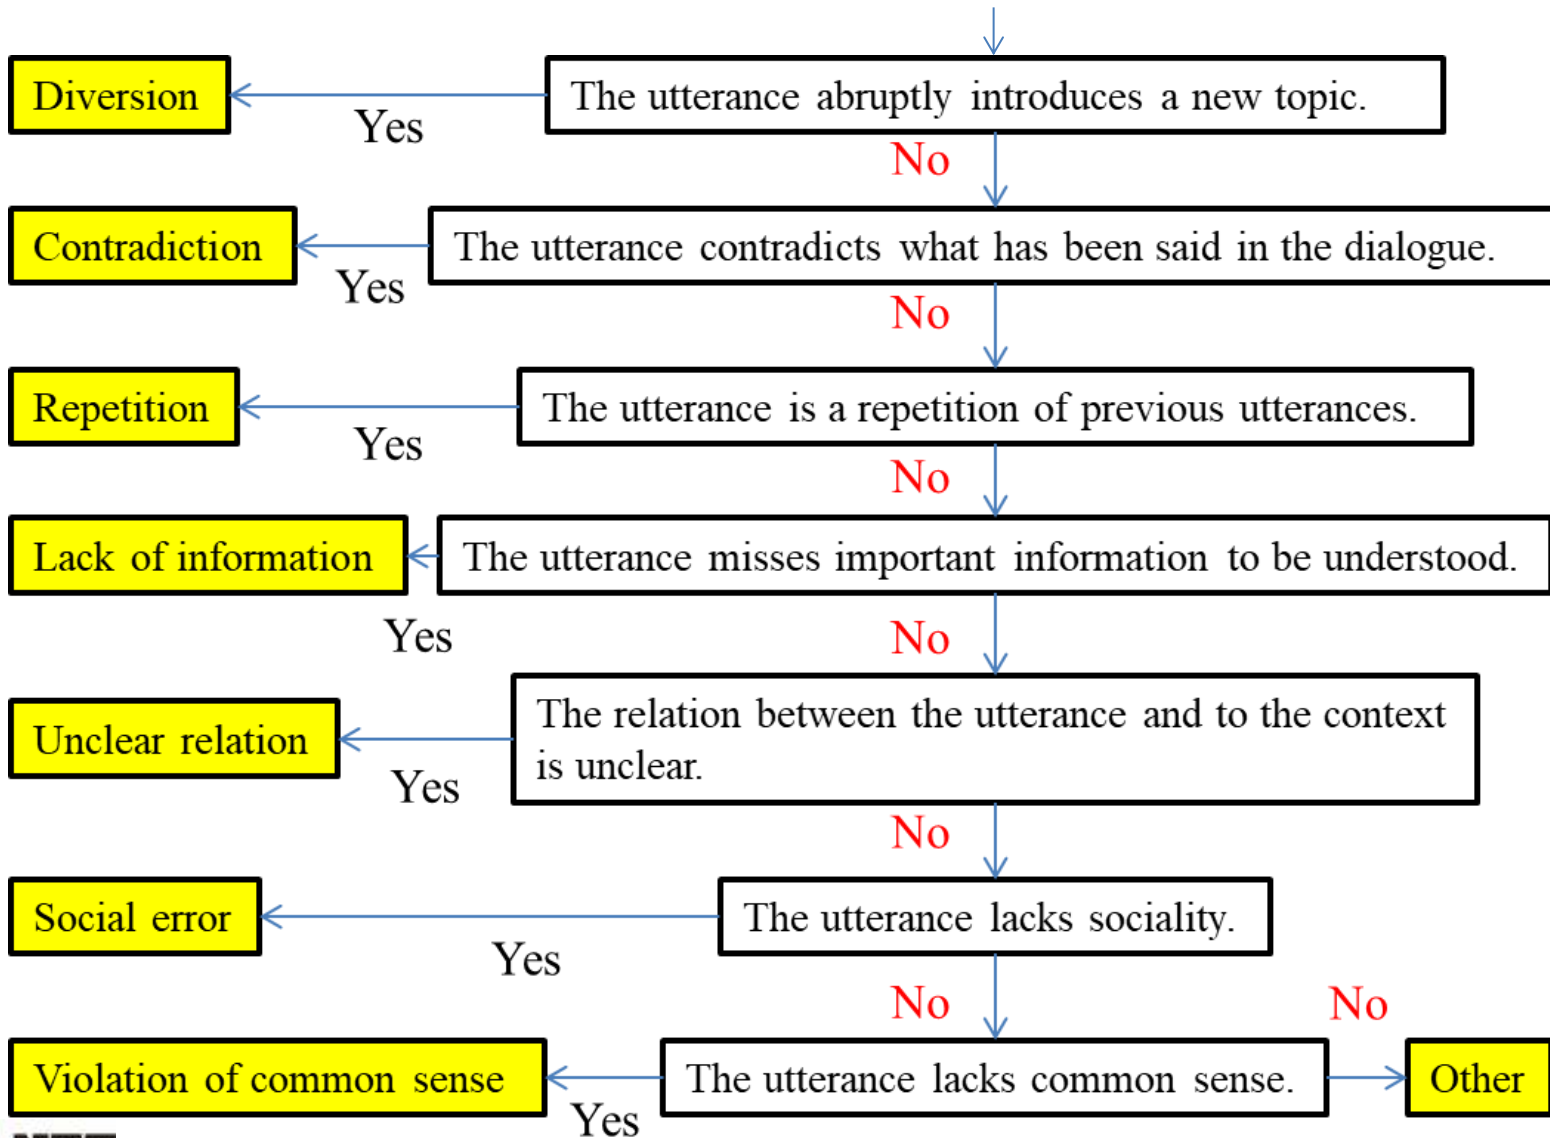 Diversion
The utterance abruptly introduces a new topic.
Yes
No
Contradiction
The utterance contradicts what has been said in the dialogue.
Yes
No
Repetition
The utterance is a repetition of previous utterances.
Yes
No
Lack of information
The utterance misses important information to be understood.
Yes
No
Unclear relation
The relation between the utterance and to the context
is unclear.
Yes
No
Social error
The utterance lacks sociality.
Yes
No
No
Violation of common sense
The utterance lacks common sense.
Other
Yes